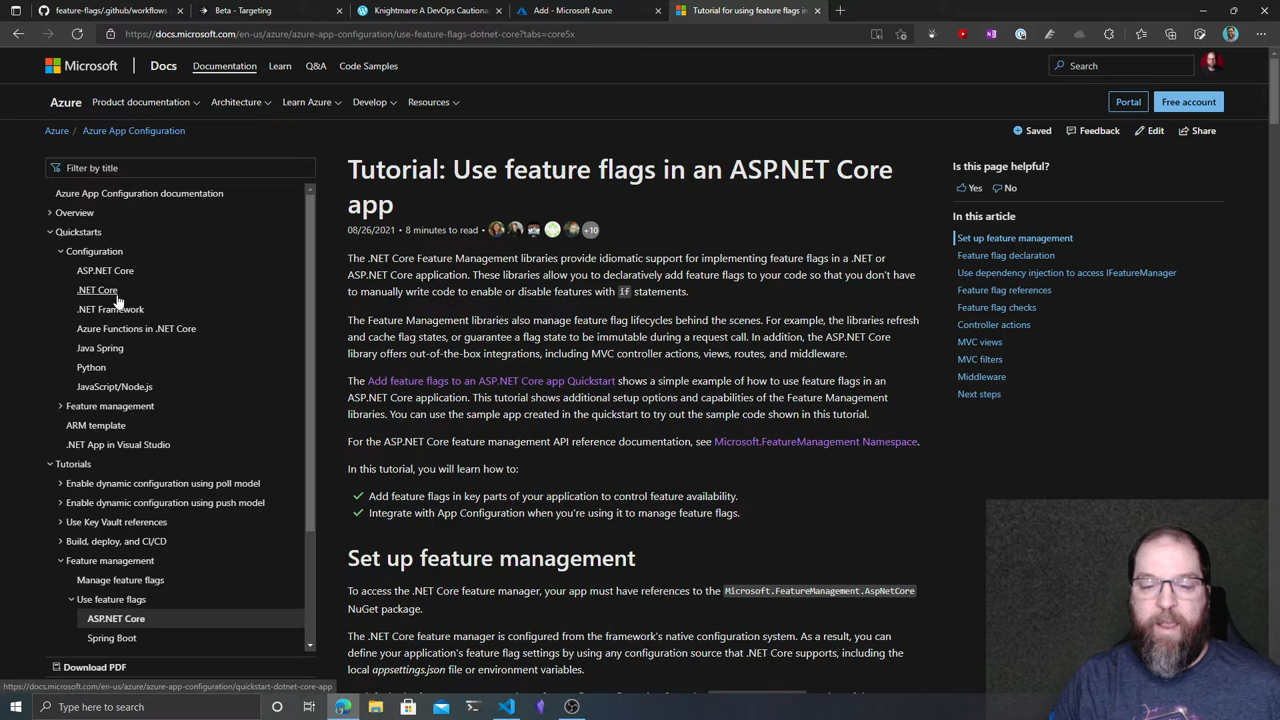 feature-flags/.github/workflows
Beta - Targeting
Knightmare: A DevOps Cautiona
Add - Microsoft Azure
Tutorial for using feature flags in
https://docs.microsoft.com/en-us/azure/azure-app-configuration/use-feature-flags-dotnet-core?tabs=core5x
Microsoft
Docs
Documentation
Learn
Q&A
Code Samples
Search
Azure
Product documentation
Architecture
Learn Azure
Develop
Resources
Portal
Free account
Azure / Azure App Configuration
Saved
Feedback
Edit
Share
Filter by title
Azure App Configuration documentation
Overview
Quickstarts
Configuration
ASP.NET Core
.NET Core
.NET Framework
Azure Functions in .NET Core
Java Spring
Python
JavaScript/Node.js
Feature management
ARM template
.NET App in Visual Studio
Tutorials
Enable dynamic configuration using poll model
Enable dynamic configuration using push model
Use Key Vault references
Build, deploy, and CI/CD
Feature management
Manage feature flags
Use feature flags
ASP.NET Core
Spring Boot
Download PDF
Tutorial: Use feature flags in an ASP.NET Core
app
08/26/2021 • 8 minutes to read •
+10
The .NET Core Feature Management libraries provide idiomatic support for implementing feature flags in a .NET or
ASP.NET Core application. These libraries allow you to declaratively add feature flags to your code so that you don't have
to manually write code to enable or disable features with if statements.
The Feature Management libraries also manage feature flag lifecycles behind the scenes. For example, the libraries refresh
and cache flag states, or guarantee a flag state to be immutable during a request call. In addition, the ASP.NET Core
library offers out-of-the-box integrations, including MVC controller actions, views, routes, and middleware.
The Add feature flags to an ASP.NET Core app Quickstart shows a simple example of how to use feature flags in an
ASP.NET Core application. This tutorial shows additional setup options and capabilities of the Feature Management
libraries. You can use the sample app created in the quickstart to try out the sample code shown in this tutorial.
For the ASP.NET Core feature management API reference documentation, see Microsoft.FeatureManagement Namespace.
In this tutorial, you will learn how to:
Add feature flags in key parts of your application to control feature availability.
Integrate with App Configuration when you're using it to manage feature flags.
Set up feature management
To access the .NET Core feature manager, your app must have references to the Microsoft.FeatureManagement.AspNetCore
NuGet package.
The .NET Core feature manager is configured from the framework's native configuration system. As a result, you can
define your application's feature flag settings by using any configuration source that .NET Core supports, including the
local appsettings.json file or environment variables.
Is this page helpful?
Yes
No
In this article
Set up feature management
Feature flag declaration
Use dependency injection to access IFeatureManager
Feature flag references
Feature flag checks
Controller actions
MVC views
MVC filters
Middleware
Next steps
https://docs.microsoft.com/en-us/azure/azure-app-configuration/quickstart-dotnet-core-app
Type here to search